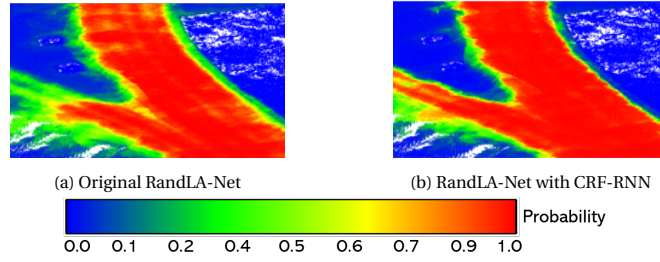 (a) Original RandLA-Net
(b) RandLA-Net with CRF-RNN
Probability
0.0 0.1 0.2 0.4 0.5 0.6 0.7 0.9 1.0